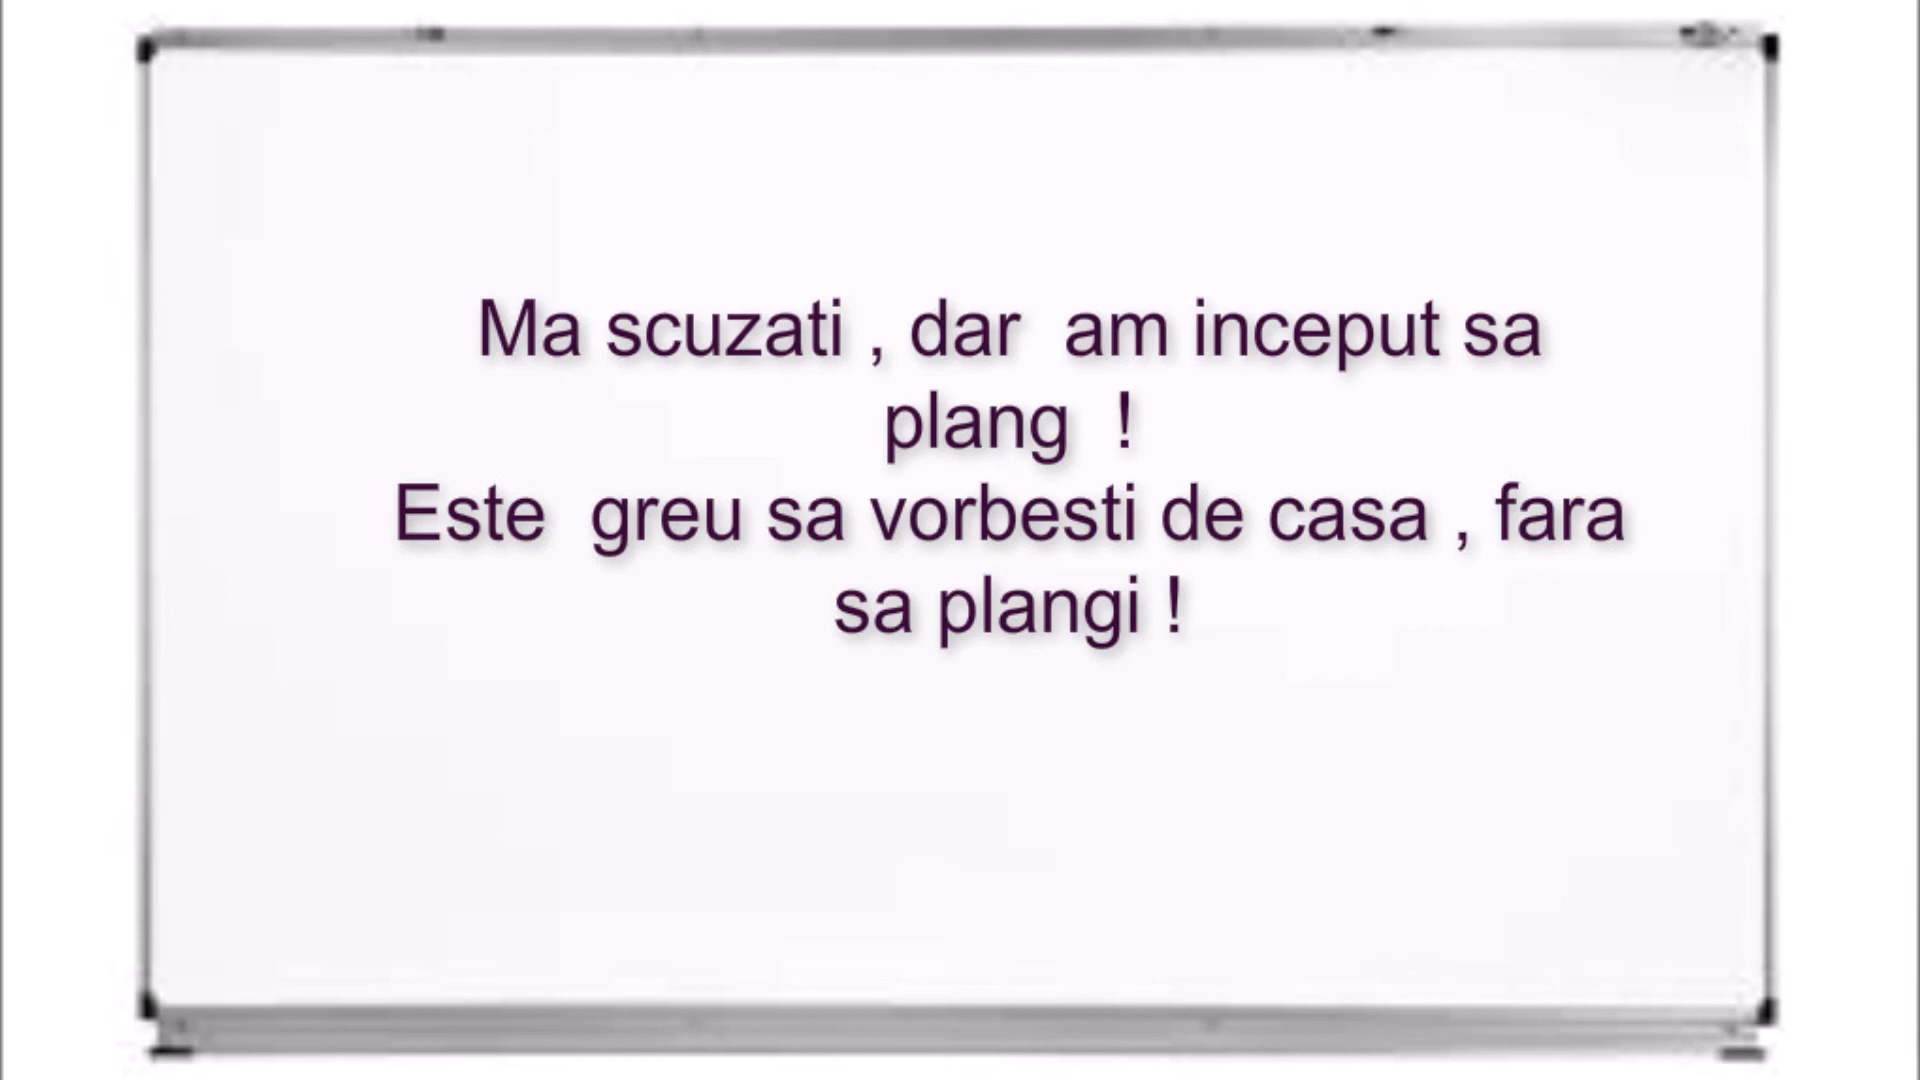 Ma scuzati , dar  am inceput sa
plang  !
Este  greu sa vorbesti de casa , fara
sa plangi !